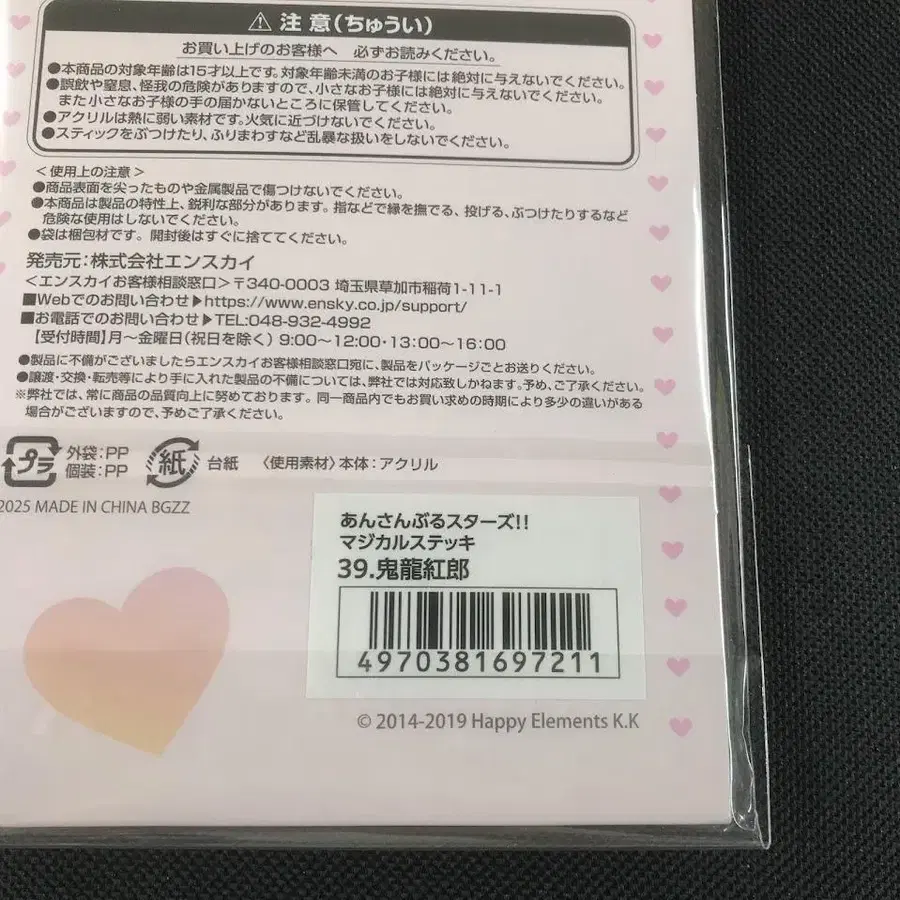 ⚠注意(ちゅうい)
お買い上げのお客様へ 必ずお読みください。
●本商品の対象年齢は15才以上です。対象年齢未満のお子様には絶対に与えないでください。
●誤飲や窒息、怪我の危険がありますので、小さなお子様には絶対に与えないでください。
また小さなお子様の手の届かないところに保管してください。
●アクリルは熱に弱い素材です。火気に近づけないでください。
●スティックをぶつけたり、ふりまわすなど乱暴な扱いをしないでください。
<使用上の注意>
●商品表面を尖ったものや金属製品で傷つけないでください。
●本商品は製品の特性上、鋭利な部分があります。指などで縁を撫でる、投げる、ぶつけたりするなど
危険な使用はしないでください。
●袋は梱包材です。開封後はすぐに捨ててください。
発売元:株式会社エンスカイ
<エンスカイお客様相談窓口>〒340-0003 埼玉県草加市稲荷1-11-1
■Webでのお問い合わせ▶https://www.ensky.co.jp/support/
■お電話でのお問い合わせ▶TEL:048-932-4992
【受付時間】月〜金曜日(祝日を除く) 9:00〜12:00・13:00〜16:00
●製品に不備がございましたらエンスカイお客様相談窓口宛に、製品をパッケージごとお送りください。
●譲渡・交換・転売等により手に入れた製品の不備については、弊社では対応致しかねます。予め、ご了承ください。
※弊社では、常に商品の品質向上に努めております。同一商品内でもお買い求めの時期により多少の違いがある
場合がございますので、予めご了承ください。
プラ 外袋:PP
個装:PP
紙 台紙 〈使用素材〉本体:アクリル
2025 MADE IN CHINA BGZZ
あんさんぶるスターズ!!
マジカルステッキ
39.鬼龍紅郎
4970381697211
© 2014-2019 Happy Elements K.K